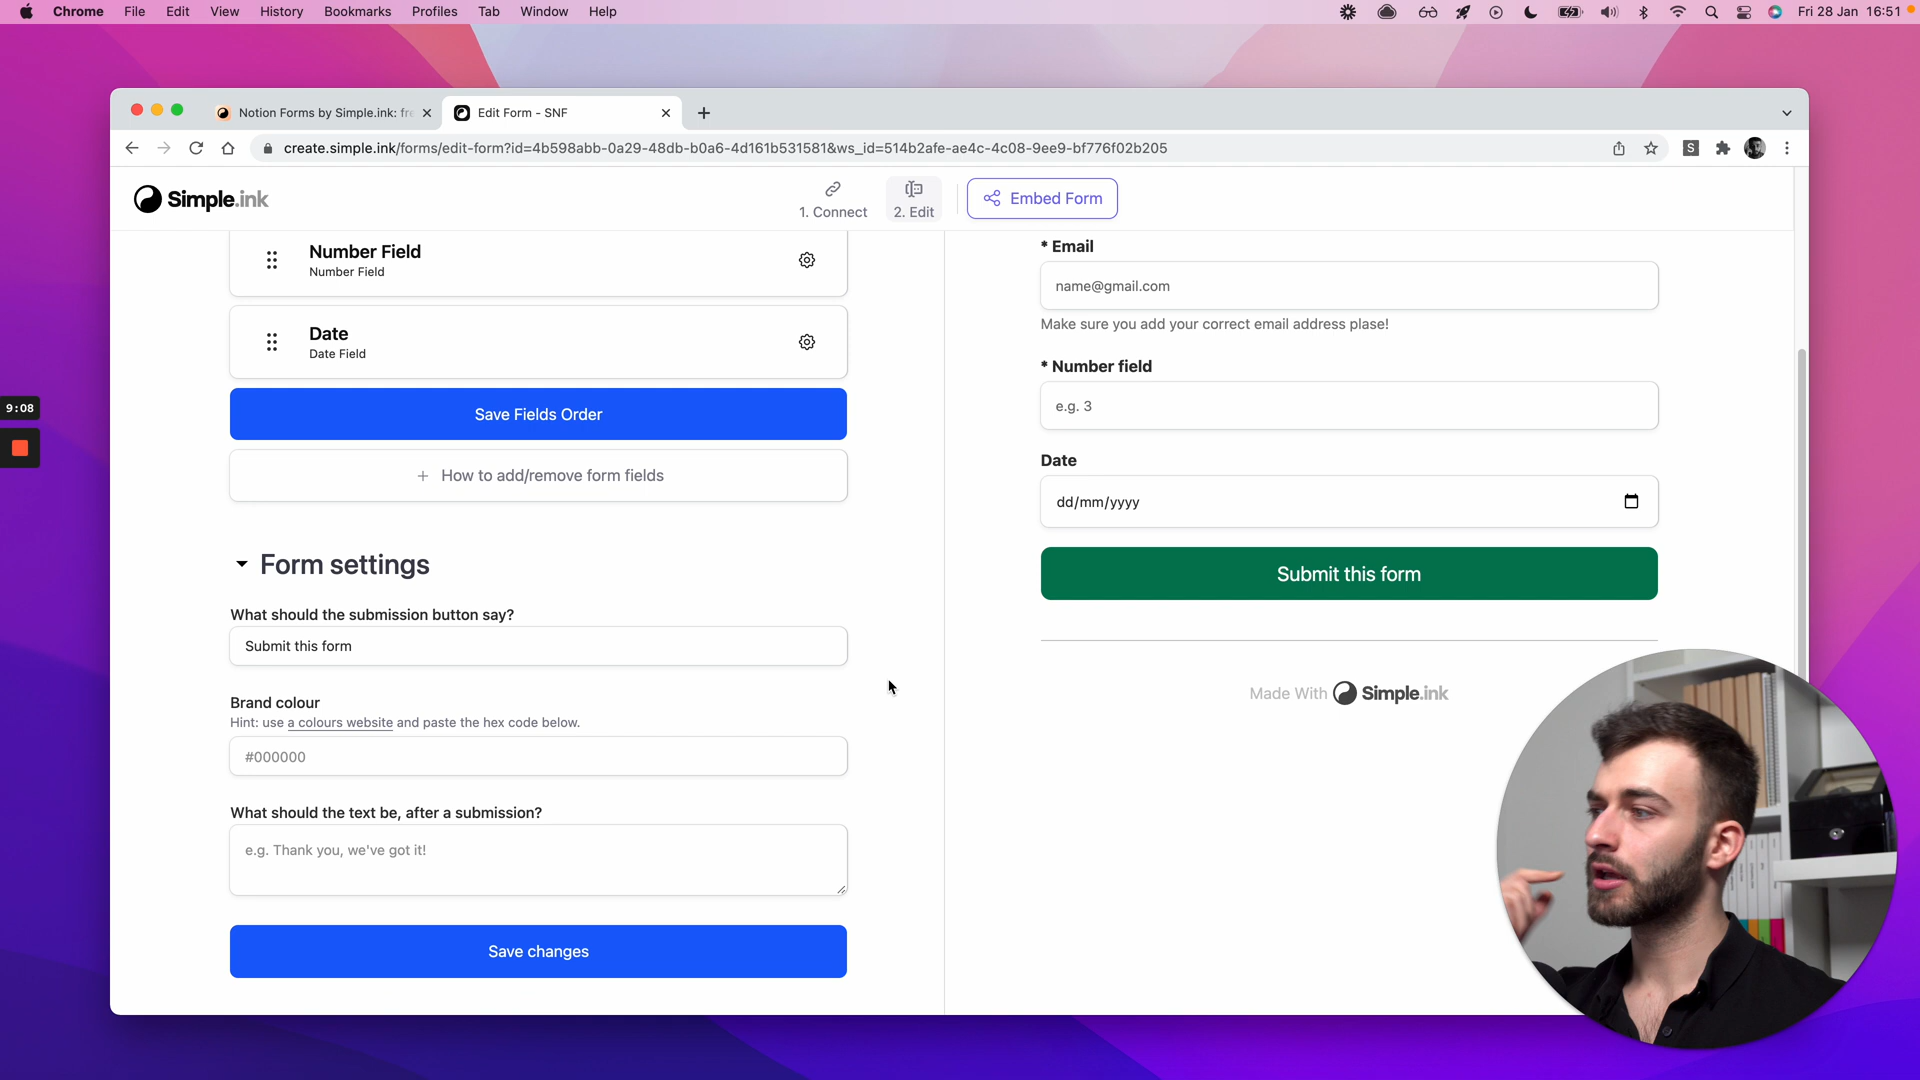 Chrome File Edit View History Bookmarks Profiles Tab Window Help
Fri 28 Jan 16:51
Notion Forms by Simple.ink: fre
Edit Form - SNF
create.simple.ink/forms/edit-form?id=4b598abb-0a29-48db-b0a6-4d161b531581&ws_id=514b2afe-ae4c-4c08-9ee9-bf776f02b205
S
Simple.ink
1. Connect
2. Edit
Embed Form
Number Field
Number Field
Date
Date Field
Save Fields Order
+ How to add/remove form fields
Form settings
What should the submission button say?
Submit this form
Brand colour
Hint: use a colours website and paste the hex code below.
#000000
What should the text be, after a submission?
e.g. Thank you, we've got it!
Save changes
* Email
name@gmail.com
Make sure you add your correct email address plase!
* Number field
e.g. 3
Date
dd/mm/yyyy
Submit this form
Made With Simple.ink
9:08